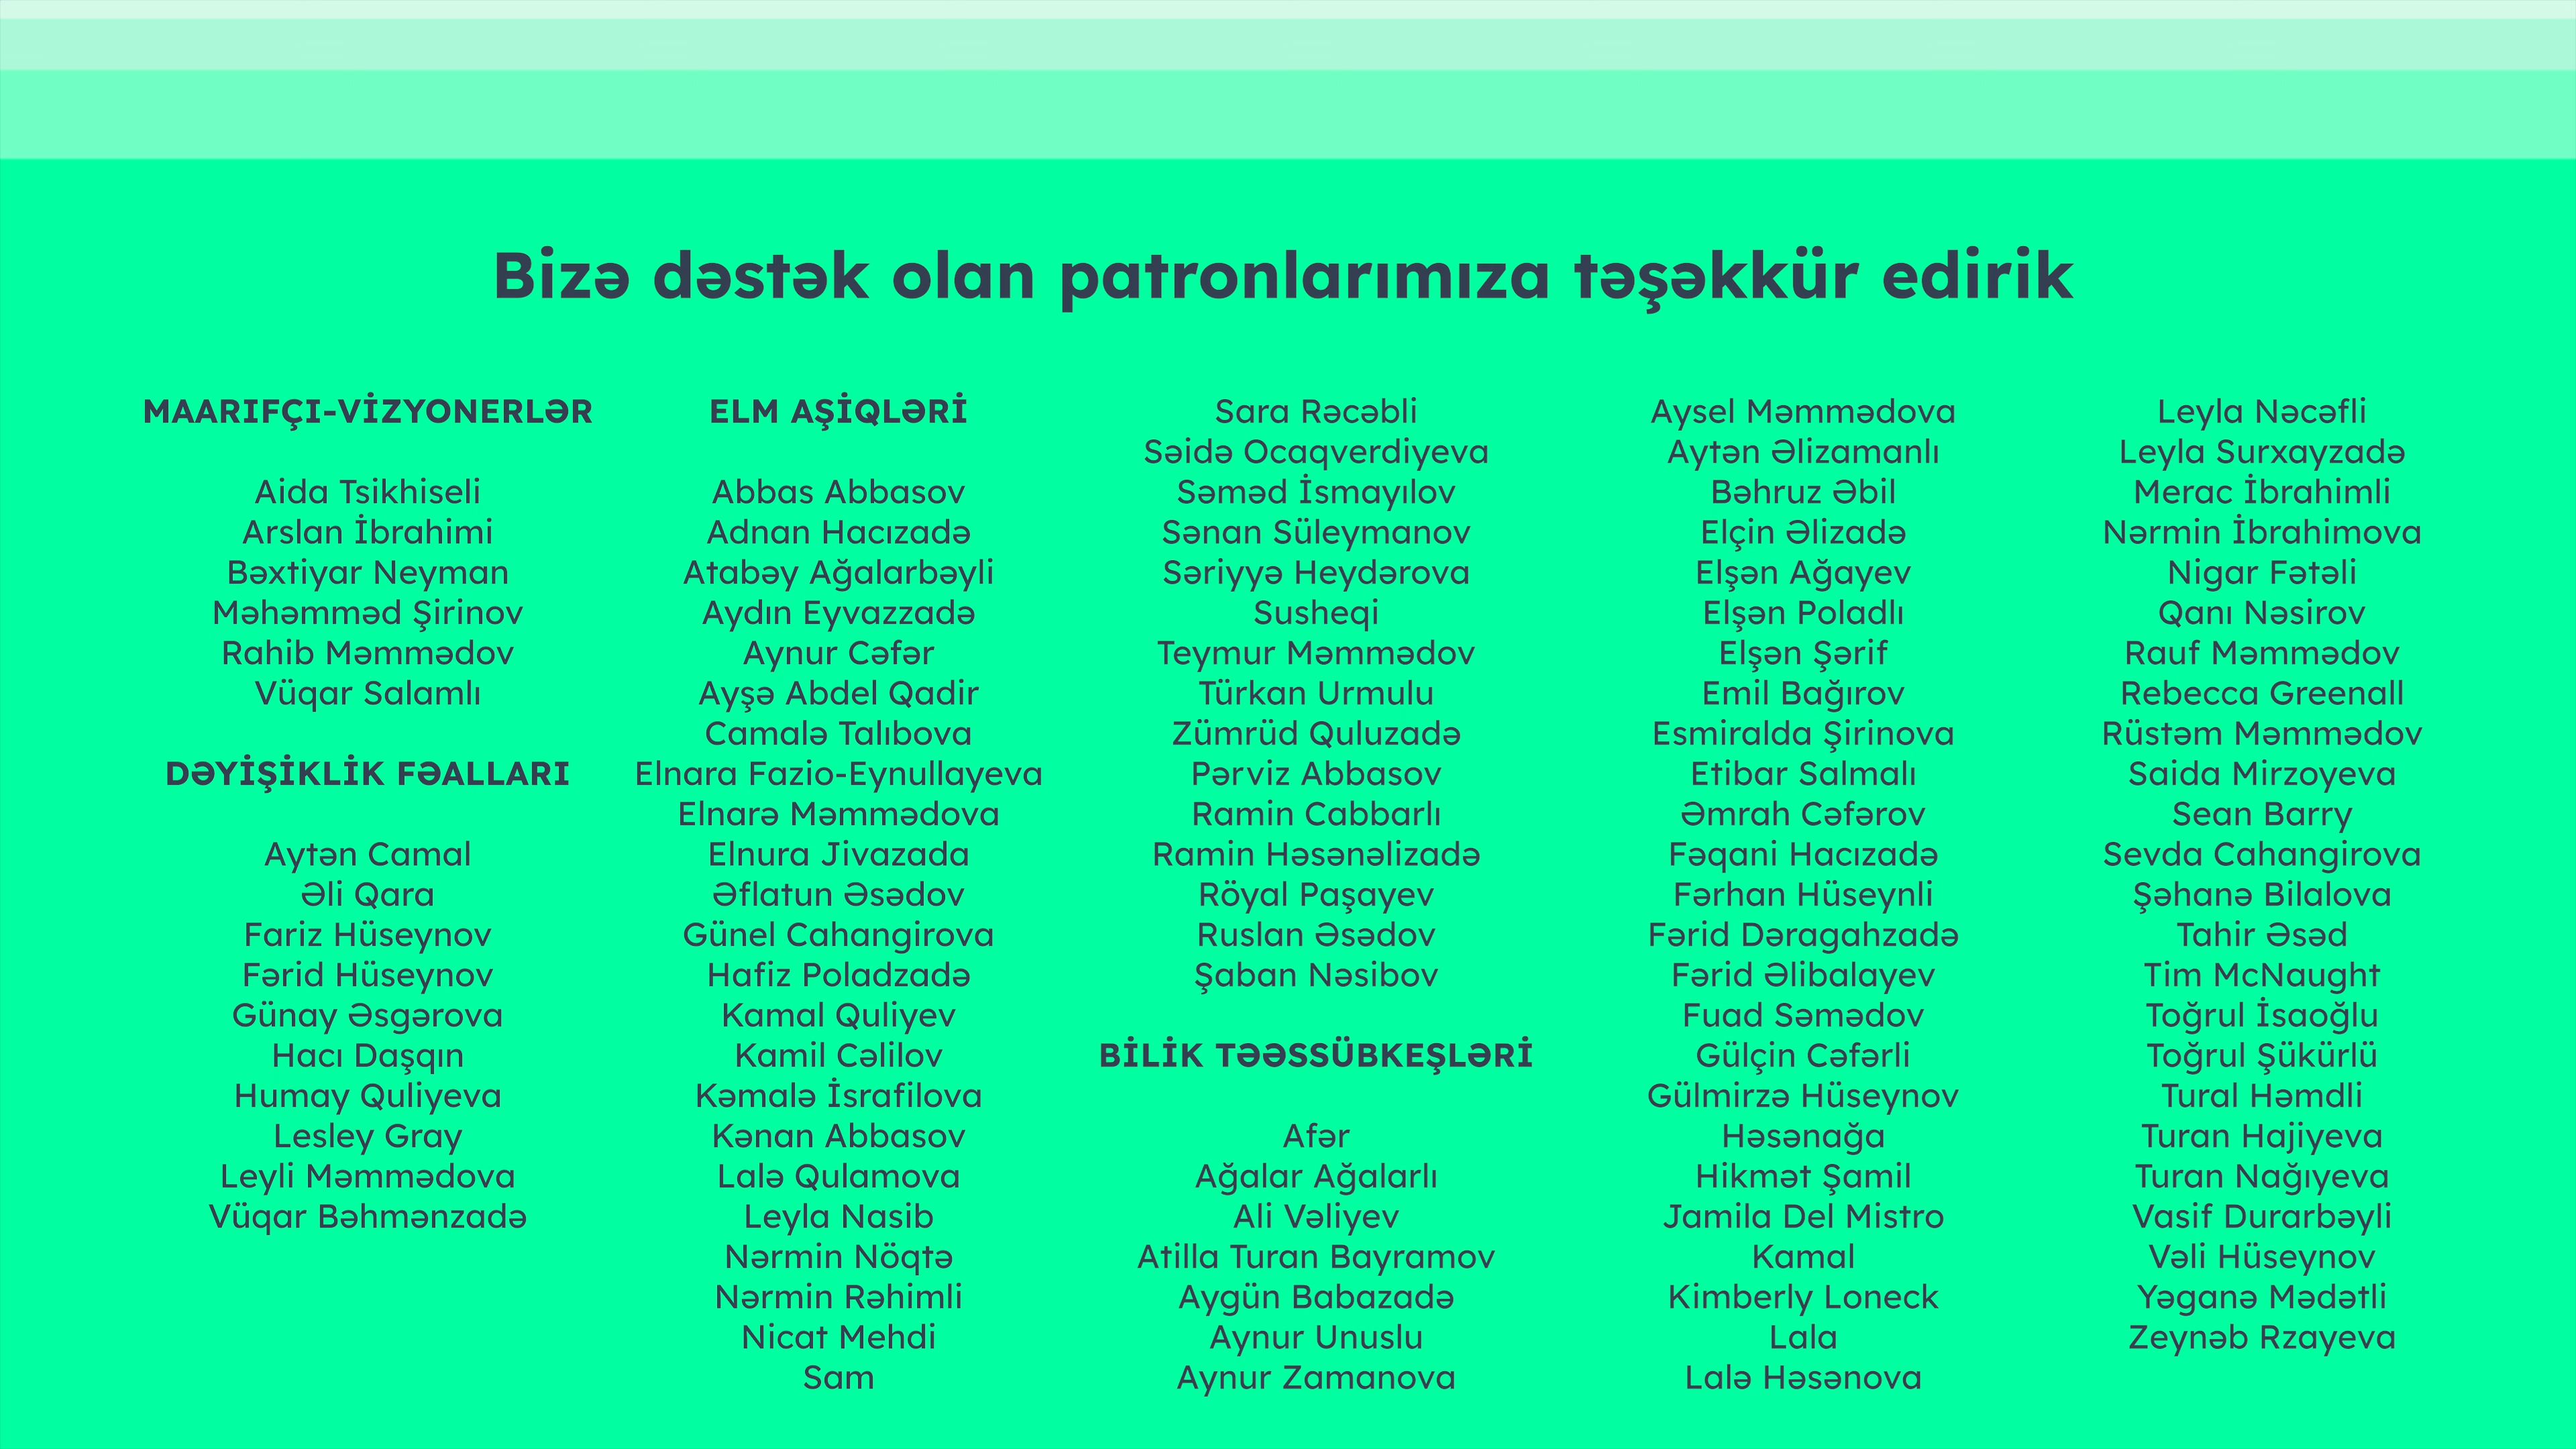 Bizə dəstək olan patronlarımıza təşəkkür edirik
MAARIFÇI-VİZYONERLƏR
Aida Tsikhiseli
Arslan İbrahimi
Bəxtiyar Neyman
Məhəmməd Şirinov
Rahib Məmmədov
Vüqar Salamlı
DƏYİŞİKLİK FƏALLARI
Aytən Camal
Əli Qara
Fariz Hüseynov
Fərid Hüseynov
Günay Əsgərova
Hacı Daşqın
Humay Quliyeva
Lesley Gray
Leyli Məmmədova
Vüqar Bəhmənzadə
ELM AŞİQLƏRİ
Abbas Abbasov
Adnan Hacızadə
Atabəy Ağalarbəyli
Aydın Eyvazzadə
Aynur Cəfər
Ayşə Abdel Qadir
Camalə Talıbova
Elnara Fazio-Eynullayeva
Elnarə Məmmədova
Elnura Jivazada
Əflatun Əsədov
Günel Cahangirova
Hafiz Poladzadə
Kamal Quliyev
Kamil Cəlilov
Kəmalə İsrafilova
Kənan Abbasov
Lalə Qulamova
Leyla Nasib
Nərmin Nöqtə
Nərmin Rəhimli
Nicat Mehdi
Sam
Sara Rəcəbli
Səidə Ocaqverdiyeva
Səməd İsmayılov
Sənan Süleymanov
Səriyyə Heydərova
Susheqi
Teymur Məmmədov
Türkan Urmulu
Zümrüd Quluzadə
Pərviz Abbasov
Ramin Cabbarlı
Ramin Həsənəlizadə
Röyal Paşayev
Ruslan Əsədov
Şaban Nəsibov
BİLİK TƏƏSSÜBKEŞLƏRİ
Afər
Ağalar Ağalarlı
Ali Vəliyev
Atilla Turan Bayramov
Aygün Babazadə
Aynur Unuslu
Aynur Zamanova
Aysel Məmmədova
Aytən Əlizamanlı
Bəhruz Əbil
Elçin Əlizadə
Elşən Ağayev
Elşən Poladlı
Elşən Şərif
Emil Bağırov
Esmiralda Şirinova
Etibar Salmalı
Əmrah Cəfərov
Fəqani Hacızadə
Fərhan Hüseynli
Fərid Dəragahzadə
Fərid Əlibalayev
Fuad Səmədov
Gülçin Cəfərli
Gülmirzə Hüseynov
Həsənağa
Hikmət Şamil
Jamila Del Mistro
Kamal
Kimberly Loneck
Lala
Lalə Həsənova
Leyla Nəcəfli
Leyla Surxayzadə
Merac İbrahimli
Nərmin İbrahimova
Nigar Fətəli
Qanı Nəsirov
Rauf Məmmədov
Rebecca Greenall
Rüstəm Məmmədov
Saida Mirzoyeva
Sean Barry
Sevda Cahangirova
Şəhanə Bilalova
Tahir Əsəd
Tim McNaught
Toğrul İsaoğlu
Toğrul Şükürlü
Tural Həmdli
Turan Hajiyeva
Turan Nağıyeva
Vasif Durarbəyli
Vəli Hüseynov
Yəganə Mədətli
Zeynəb Rzayeva